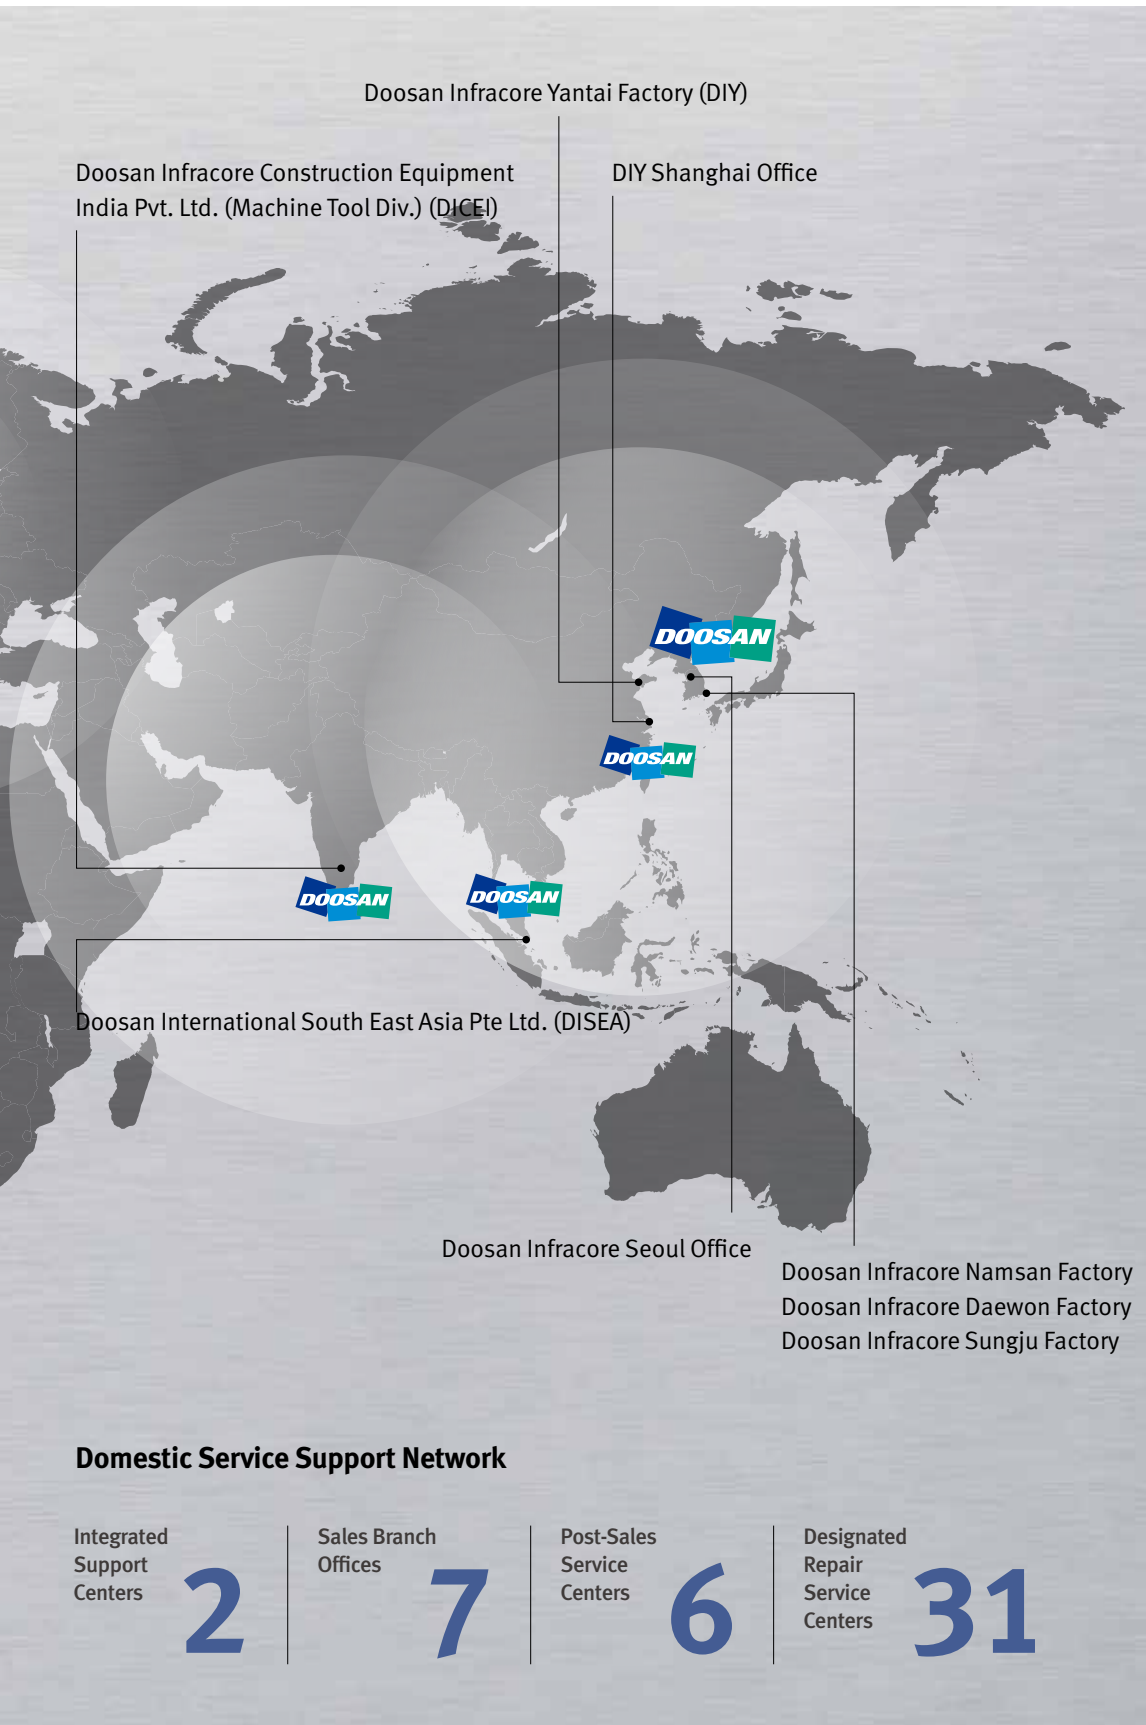 Doosan Infracore Yantai Factory (DIY)
Doosan Infracore Construction Equipment
India Pvt. Ltd. (Machine Tool Div.) (DICEI)
DIY Shanghai Office
DOOSAN
DOOSAN
DOOSAN
DOOSAN
Doosan International South East Asia Pte Ltd. (DISEA)
Doosan Infracore Seoul Office
Doosan Infracore Namsan Factory
Doosan Infracore Daewon Factory
Doosan Infracore Sungju Factory
Domestic Service Support Network
Integrated
Support
Centers
2
Sales Branch
Offices
7
Post-Sales
Service
Centers
6
Designated
Repair
Service
Centers
31